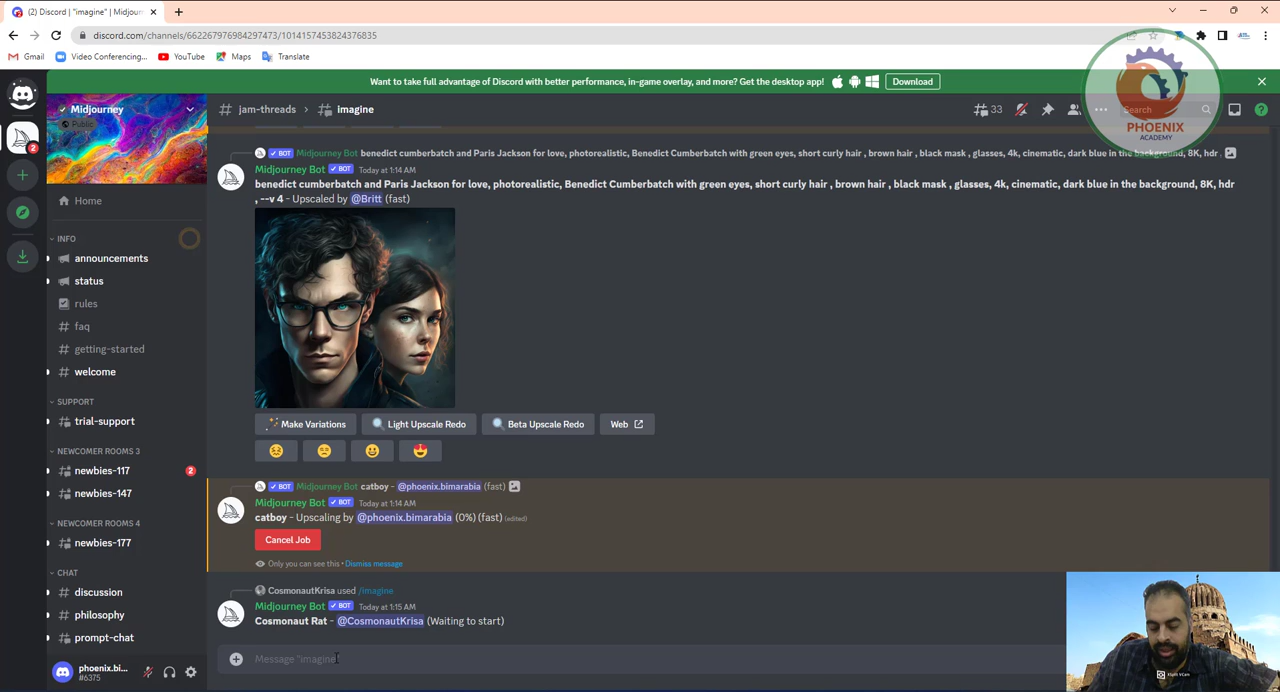 (2) Discord | "imagine" | Midjour
discord.com/channels/662267976984297473/1014157453824376835
Gmail
Video Conferencing...
YouTube
Maps
Translate
Want to take full advantage of Discord with better performance, in-game overlay, and more? Get the desktop app!
Download
PHOENIX
ACADEMY
Midjourney
Public
jam-threads
imagine
33
Search
2
Home
INFO
announcements
status
rules
faq
getting-started
welcome
SUPPORT
trial-support
NEWCOMER ROOMS 3
newbies-117
2
newbies-147
NEWCOMER ROOMS 4
newbies-177
CHAT
discussion
philosophy
prompt-chat
phoenix.bi...
#6375
BOT Midjourney Bot benedict cumberbatch and Paris Jackson for love, photorealistic, Benedict Cumberbatch with green eyes, short curly hair , brown hair , black mask , glasses, 4k, cinematic, dark blue in the background, 8K, hdr ,
Midjourney Bot BOT Today at 1:14 AM
benedict cumberbatch and Paris Jackson for love, photorealistic, Benedict Cumberbatch with green eyes, short curly hair , brown hair , black mask , glasses, 4k, cinematic, dark blue in the background, 8K, hdr
, --v 4 - Upscaled by @Britt (fast)
Make Variations
Light Upscale Redo
Beta Upscale Redo
Web
BOT Midjourney Bot catboy - @phoenix.bimarabia (fast)
Midjourney Bot BOT Today at 1:14 AM
catboy - Upscaling by @phoenix.bimarabia (0%) (fast) (edited)
Cancel Job
Only you can see this • Dismiss message
CosmonautKrisa used /imagine
Midjourney Bot BOT Today at 1:15 AM
Cosmonaut Rat - @CosmonautKrisa (Waiting to start)
Message "imagine
XSplit VCam